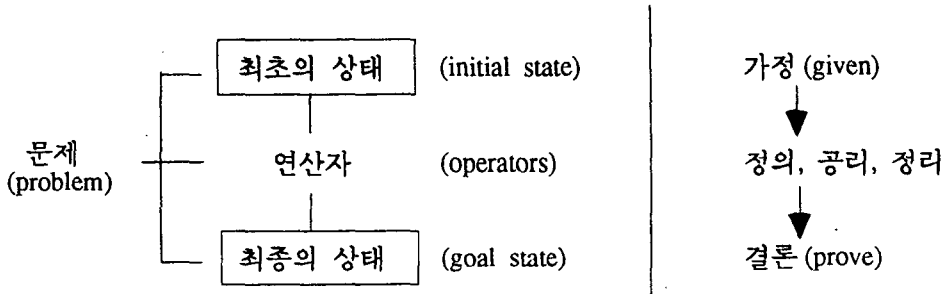 최초의 상태 (initial state)
문제
(problem)
연산자 (operators)
최종의 상태 (goal state)
가정 (given)
정의, 공리, 정리
결론 (prove)